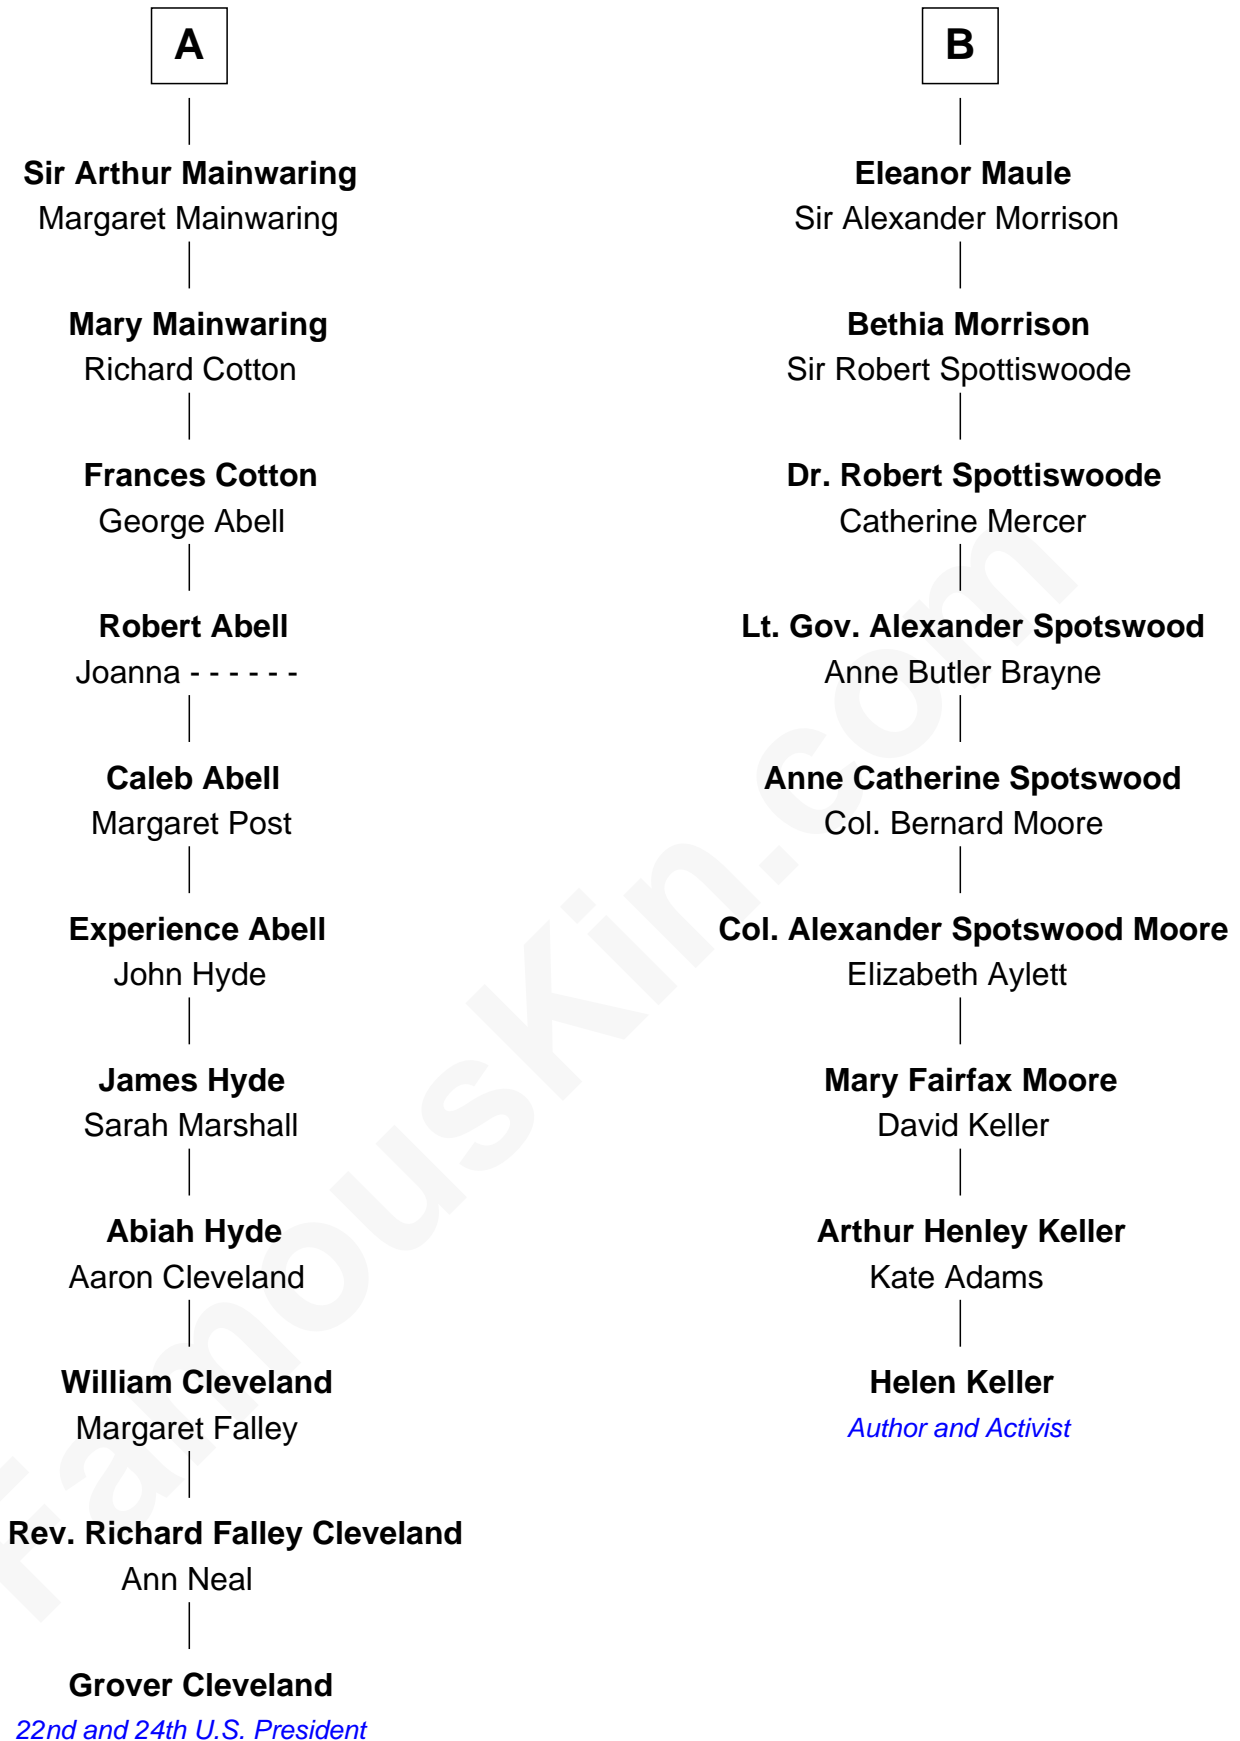 A
Sir Arthur Mainwaring
Margaret Mainwaring
Mary Mainwaring
Richard Cotton
Frances Cotton
George Abell
Robert Abell
Joanna - - - - - -
Caleb Abell
Margaret Post
Experience Abell
John Hyde
James Hyde
Sarah Marshall
Abiah Hyde
Aaron Cleveland
William Cleveland
Margaret Falley
Rev. Richard Falley Cleveland
Ann Neal
Grover Cleveland
22nd and 24th U.S. President
B
Eleanor Maule
Sir Alexander Morrison
Bethia Morrison
Sir Robert Spottiswoode
Dr. Robert Spottiswoode
Catherine Mercer
Lt. Gov. Alexander Spotswood
Anne Butler Brayne
Anne Catherine Spotswood
Col. Bernard Moore
Col. Alexander Spotswood Moore
Elizabeth Aylett
Mary Fairfax Moore
David Keller
Arthur Henley Keller
Kate Adams
Helen Keller
Author and Activist
FamousKin.com